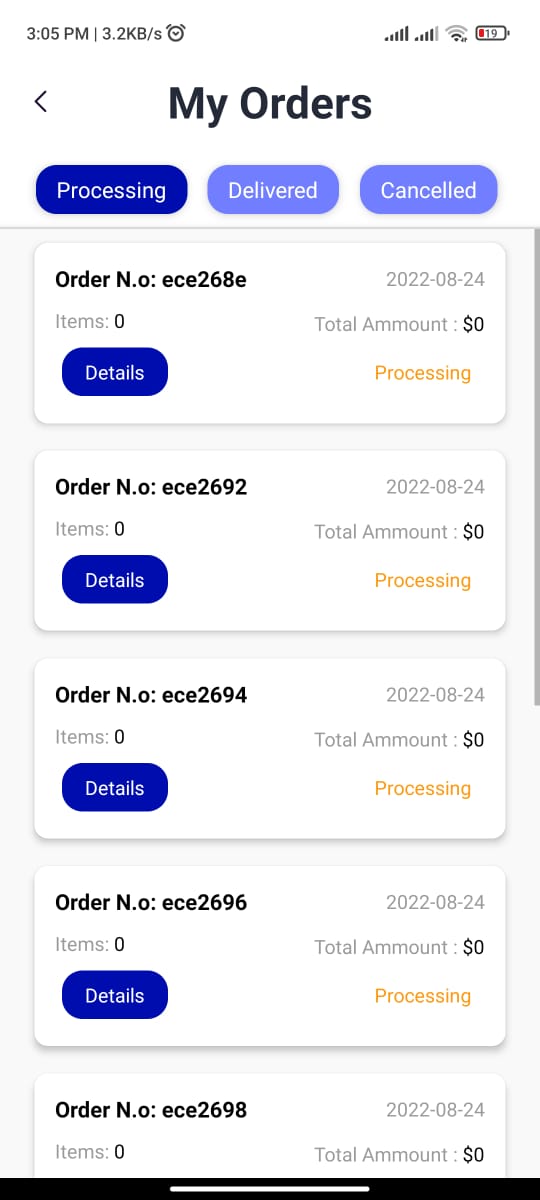 3:05 PM | 3.2KB/s
19
My Orders
Processing Delivered Cancelled
Order N.o: ece268e 2022-08-24
Items: 0 Total Ammount : $0
Details Processing
Order N.o: ece2692 2022-08-24
Items: 0 Total Ammount : $0
Details Processing
Order N.o: ece2694 2022-08-24
Items: 0 Total Ammount : $0
Details Processing
Order N.o: ece2696 2022-08-24
Items: 0 Total Ammount : $0
Details Processing
Order N.o: ece2698 2022-08-24
Items: 0 Total Ammount : $0